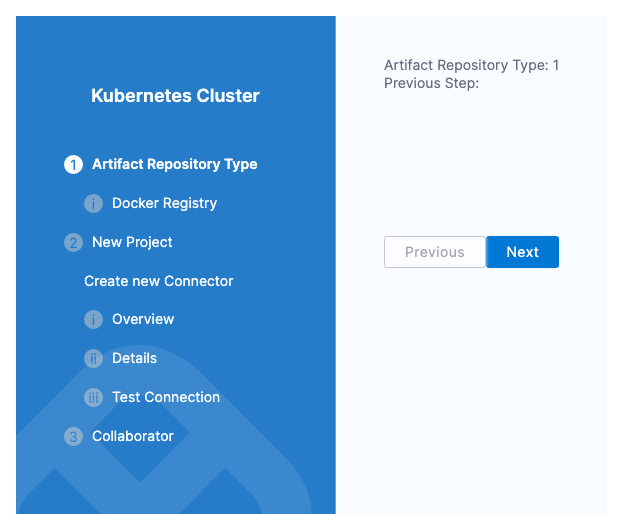 Kubernetes Cluster
1 Artifact Repository Type
i Docker Registry
2 New Project
Create new Connector
i Overview
ii Details
iii Test Connection
3 Collaborator
Artifact Repository Type: 1
Previous Step:
Previous Next